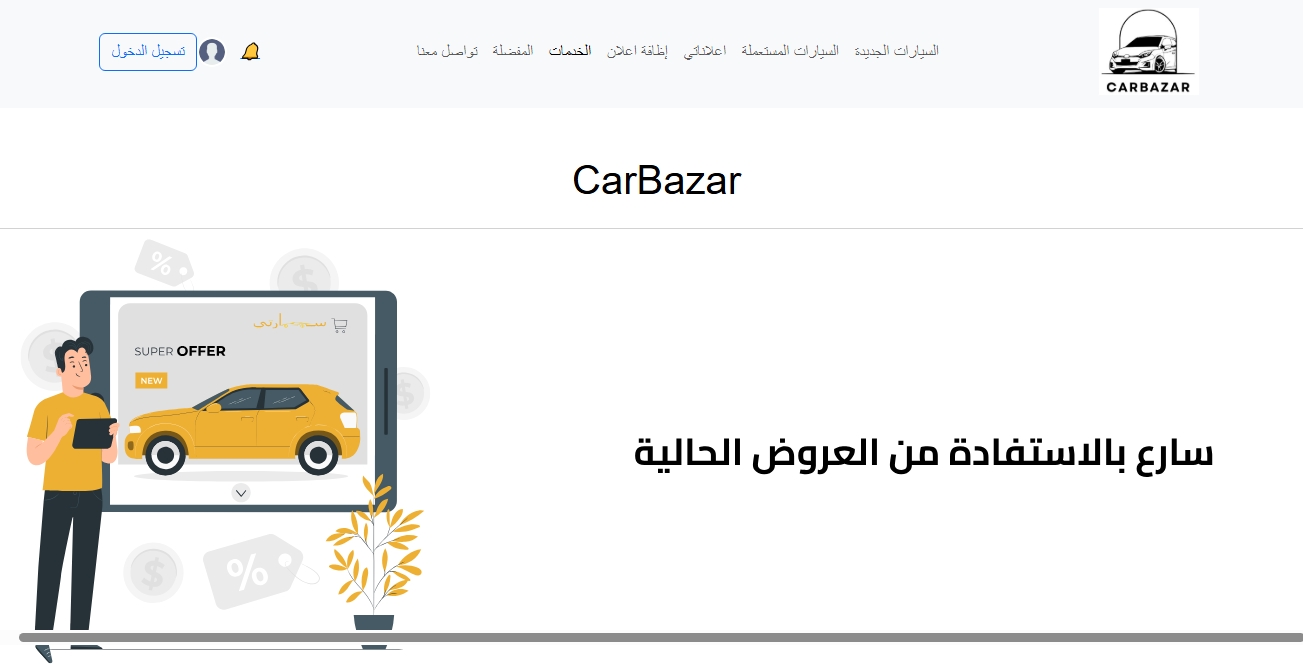 CARBAZAR
السيارات الجديدة
السيارات المستعملة
اعلاناتي
إظافة اعلان
الخدمات
المفضلة
تواصل معنا
تسجيل الدخول
CarBazar
سيارتي
SUPER OFFER
NEW
سارع بالاستفادة من العروض الحالية
%
$
$
$
$
%